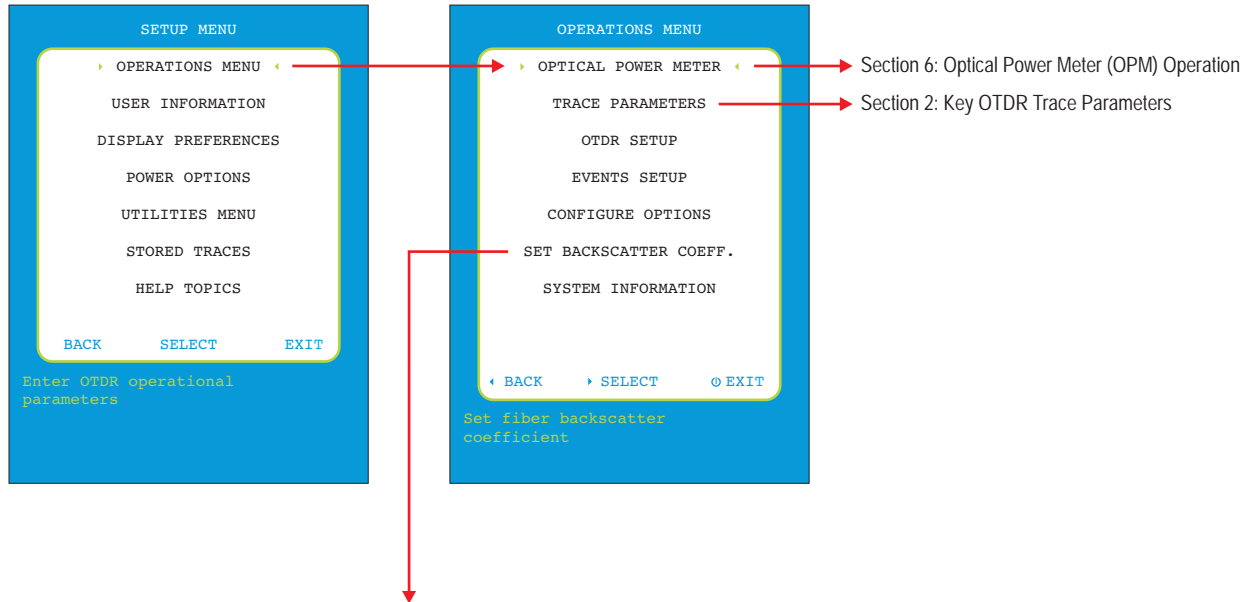 SETUP MENU
OPERATIONS MENU
USER INFORMATION
DISPLAY PREFERENCES
POWER OPTIONS
UTILITIES MENU
STORED TRACES
HELP TOPICS
BACK SELECT EXIT
Enter OTDR operational
parameters
OPERATIONS MENU
OPTICAL POWER METER
TRACE PARAMETERS
OTDR SETUP
EVENTS SETUP
CONFIGURE OPTIONS
SET BACKSCATTER COEFF.
SYSTEM INFORMATION
BACK SELECT EXIT
Set fiber backscatter
coefficient
Section 6: Optical Power Meter (OPM) Operation
Section 2: Key OTDR Trace Parameters